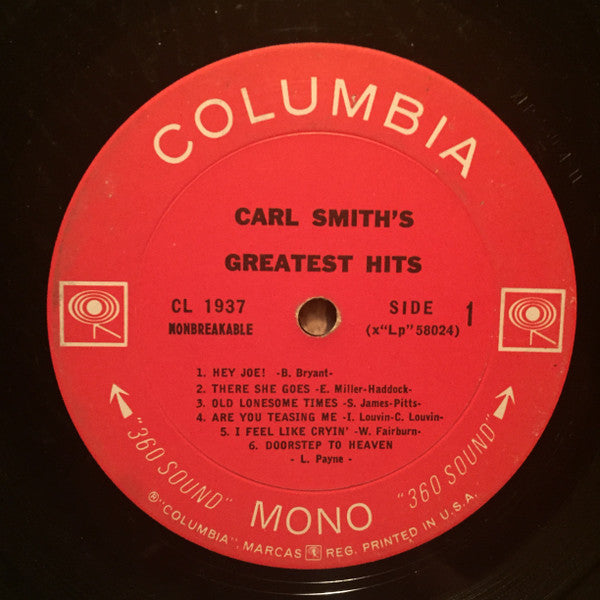 COLUMBIA
CARL SMITH'S
GREATEST HITS
CL 1937
NONBREAKABLE
SIDE 1
(x"Lp"58024)
1. HEY JOE! -B. Bryant-
2. THERE SHE GOES -E. Miller-Haddock-
3. OLD LONESOME TIMES -S. James-Pitts-
4. ARE YOU TEASING ME -I. Louvin-C. Louvin-
5. I FEEL LIKE CRYIN' -W. Fairburn-
6. DOORSTEP TO HEAVEN
- L. Payne -
"360 SOUND" MONO "360 SOUND"
® "COLUMBIA", MARCAS REG. PRINTED IN U.S.A.